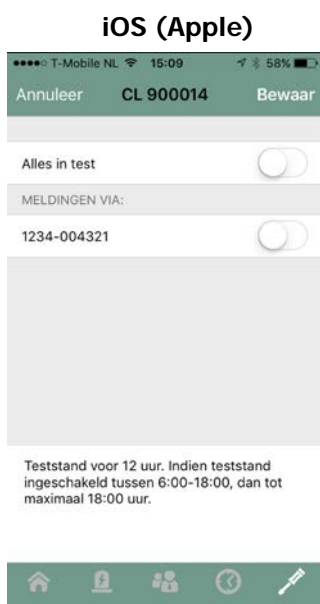 iOS (Apple)
T-Mobile NL 15:09 58%
Annuleer CL 900014 Bewaar
Alles in test
MELDINGEN VIA:
1234-004321
Teststand voor 12 uur. Indien teststand
ingeschakeld tussen 6:00-18:00, dan tot
maximaal 18:00 uur.